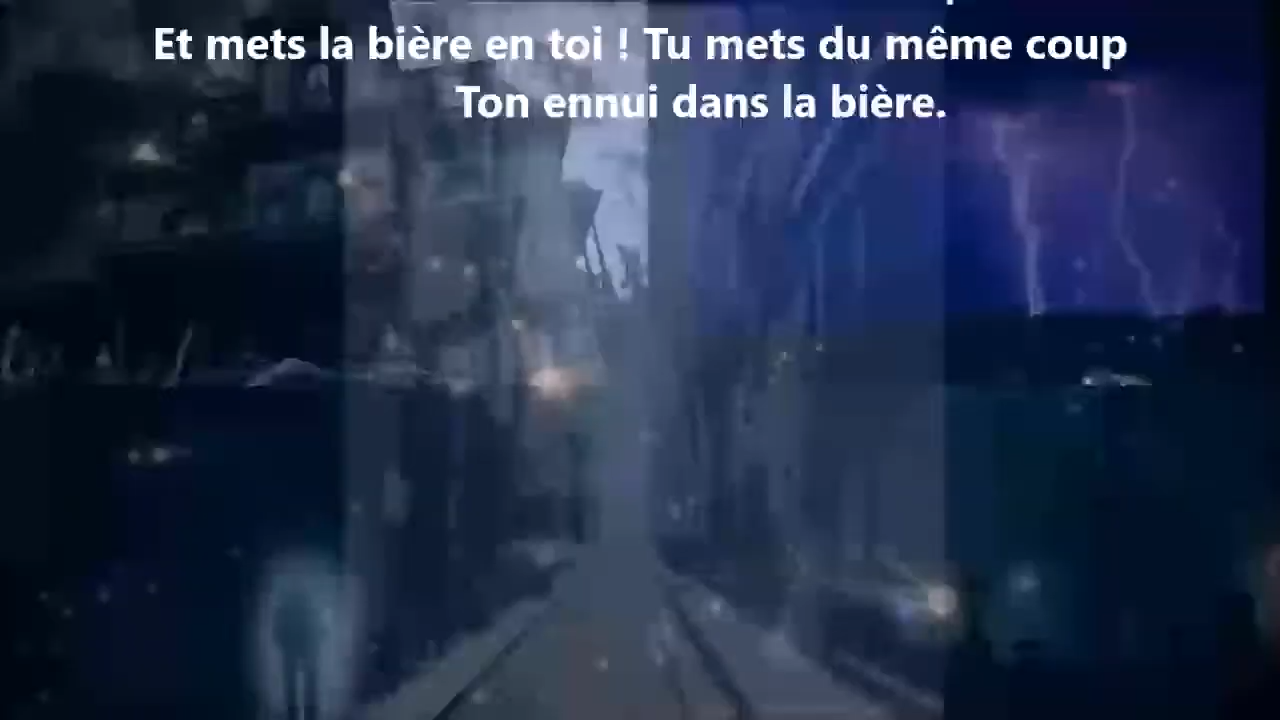 Et mets la bière en toi ! Tu mets du même coup
Ton ennui dans la bière.